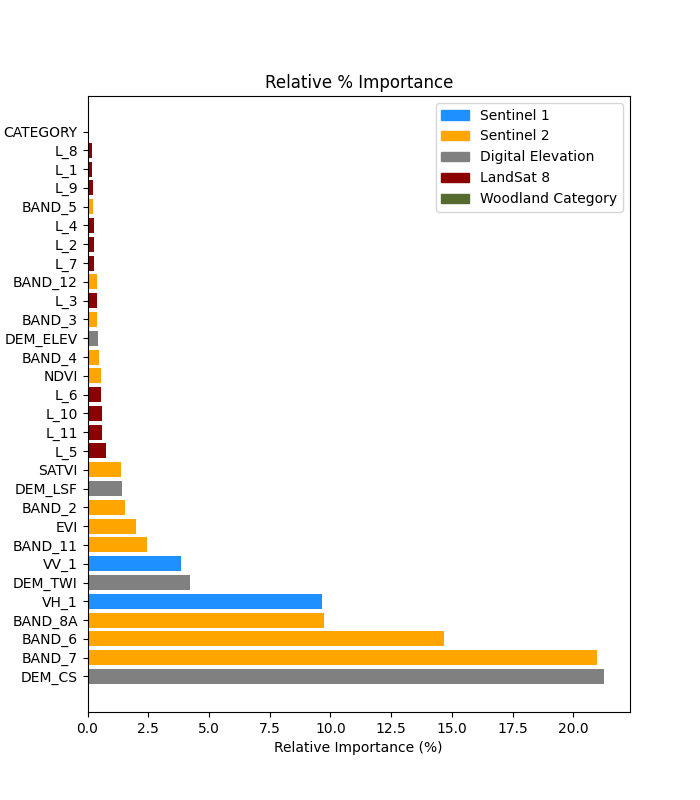 Relative % Importance
Sentinel 1
Sentinel 2
Digital Elevation
LandSat 8
Woodland Category
CATEGORY
L_8
L_1
L_9
BAND_5
L_4
L_2
L_7
BAND_12
L_3
BAND_3
DEM_ELEV
BAND_4
NDVI
L_6
L_10
L_11
L_5
SATVI
DEM_LSF
BAND_2
EVI
BAND_11
VV_1
DEM_TWI
VH_1
BAND_8A
BAND_6
BAND_7
DEM_CS
0.0 2.5 5.0 7.5 10.0 12.5 15.0 17.5 20.0
Relative Importance (%)